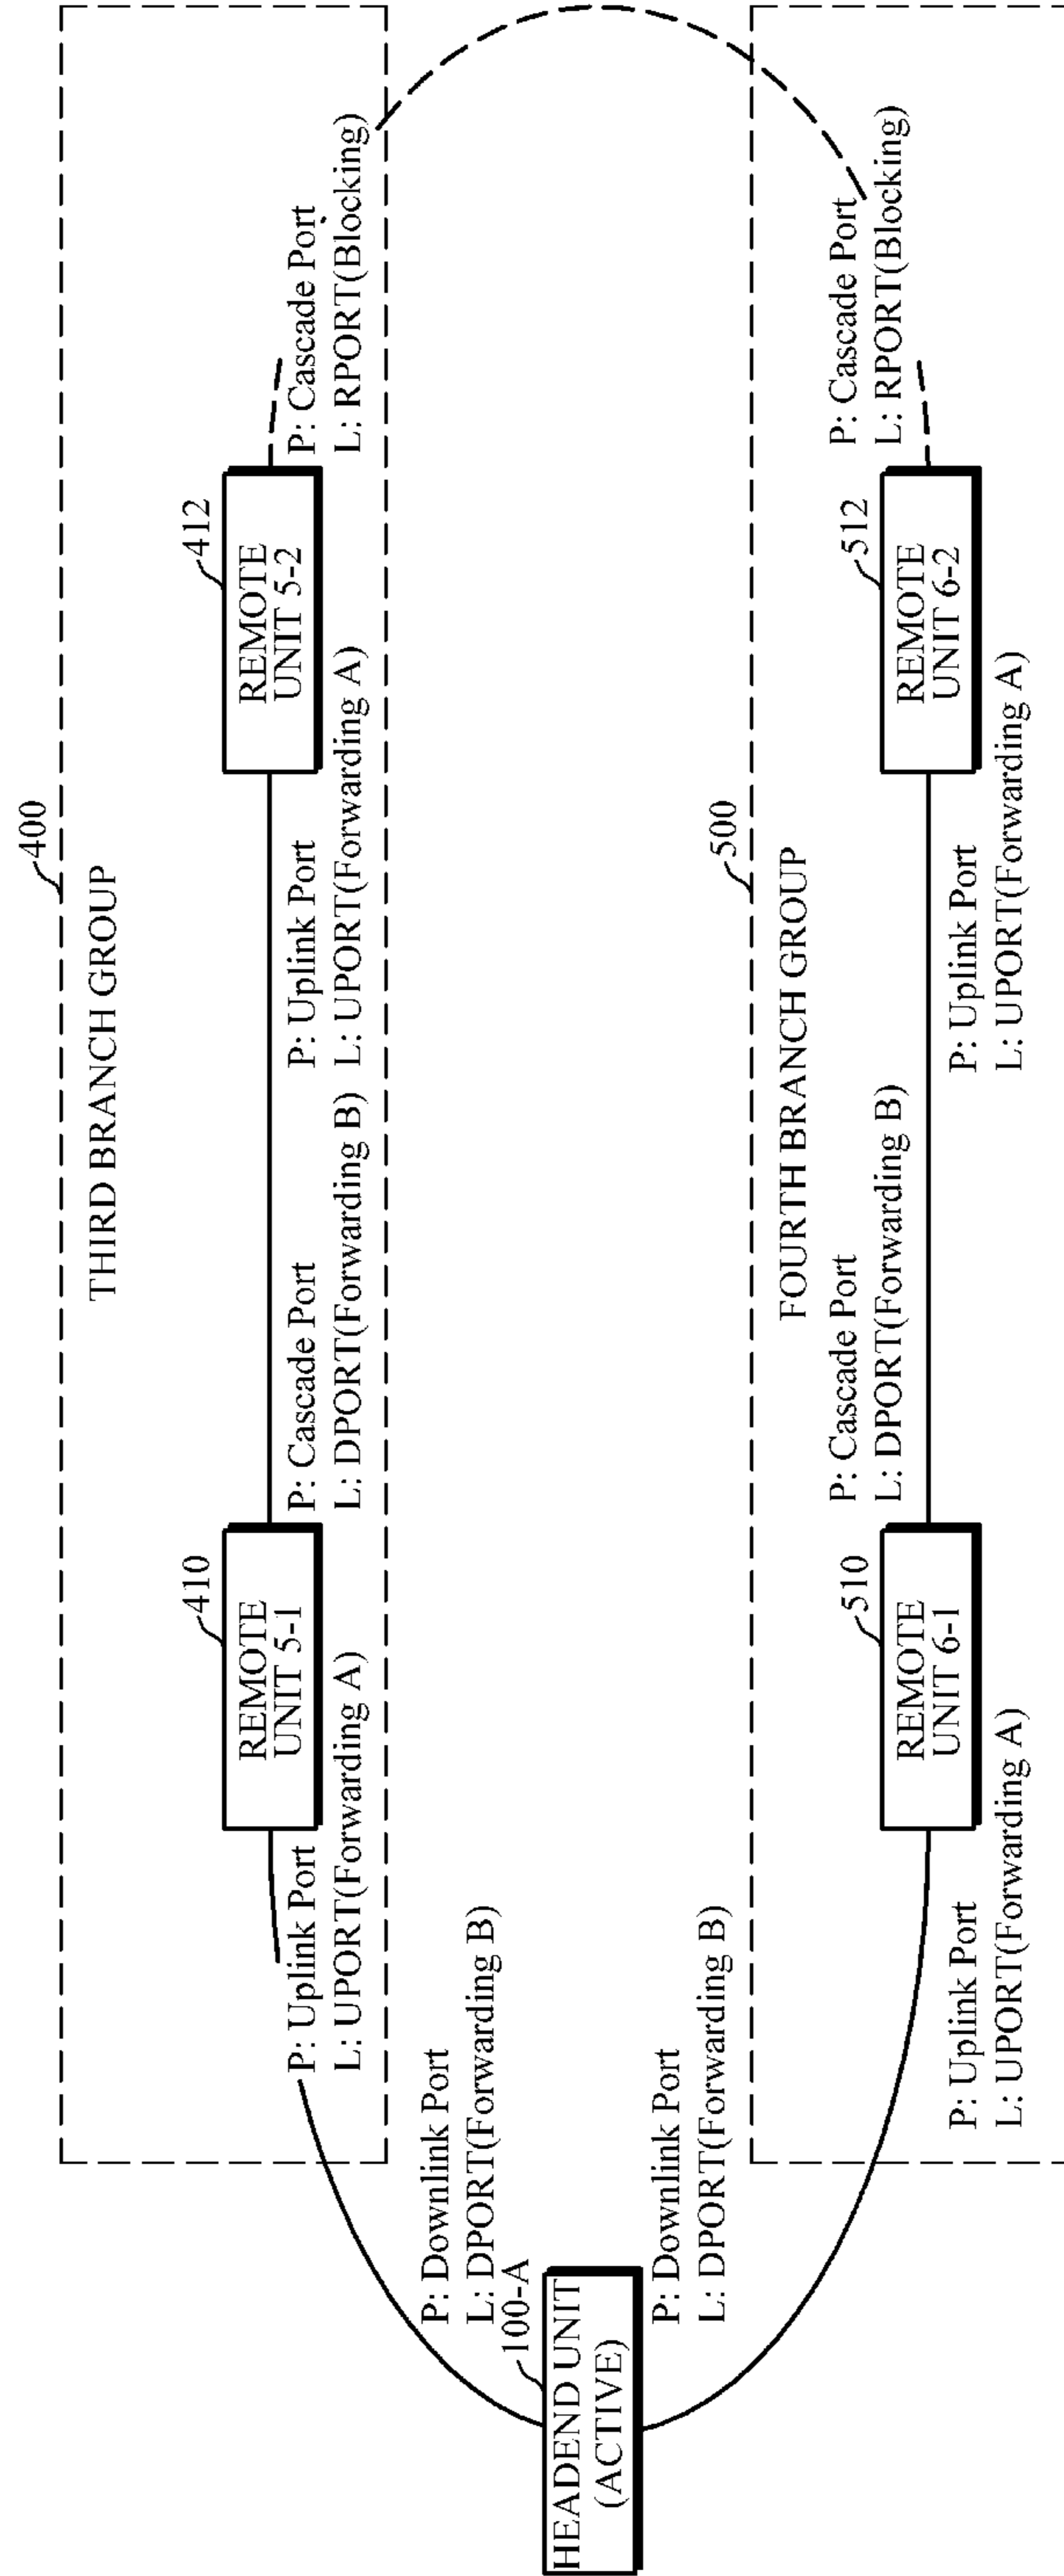 400
THIRD BRANCH GROUP
410
REMOTE
UNIT 5-1
412
REMOTE
UNIT 5-2
P: Uplink Port
L: UPORT(Forwarding A)
P: Cascade Port
L: DPORT(Forwarding B)
P: Uplink Port
L: UPORT(Forwarding A)
P: Cascade Port
L: RPORT(Blocking)
P: Downlink Port
L: DPORT(Forwarding B)
100-A
HEADEND UNIT
(ACTIVE)
P: Downlink Port
L: DPORT(Forwarding B)
500
FOURTH BRANCH GROUP
P: Cascade Port
L: DPORT(Forwarding B)
P: Cascade Port
L: RPORT(Blocking)
510
REMOTE
UNIT 6-1
512
REMOTE
UNIT 6-2
P: Uplink Port
L: UPORT(Forwarding A)
P: Uplink Port
L: UPORT(Forwarding A)